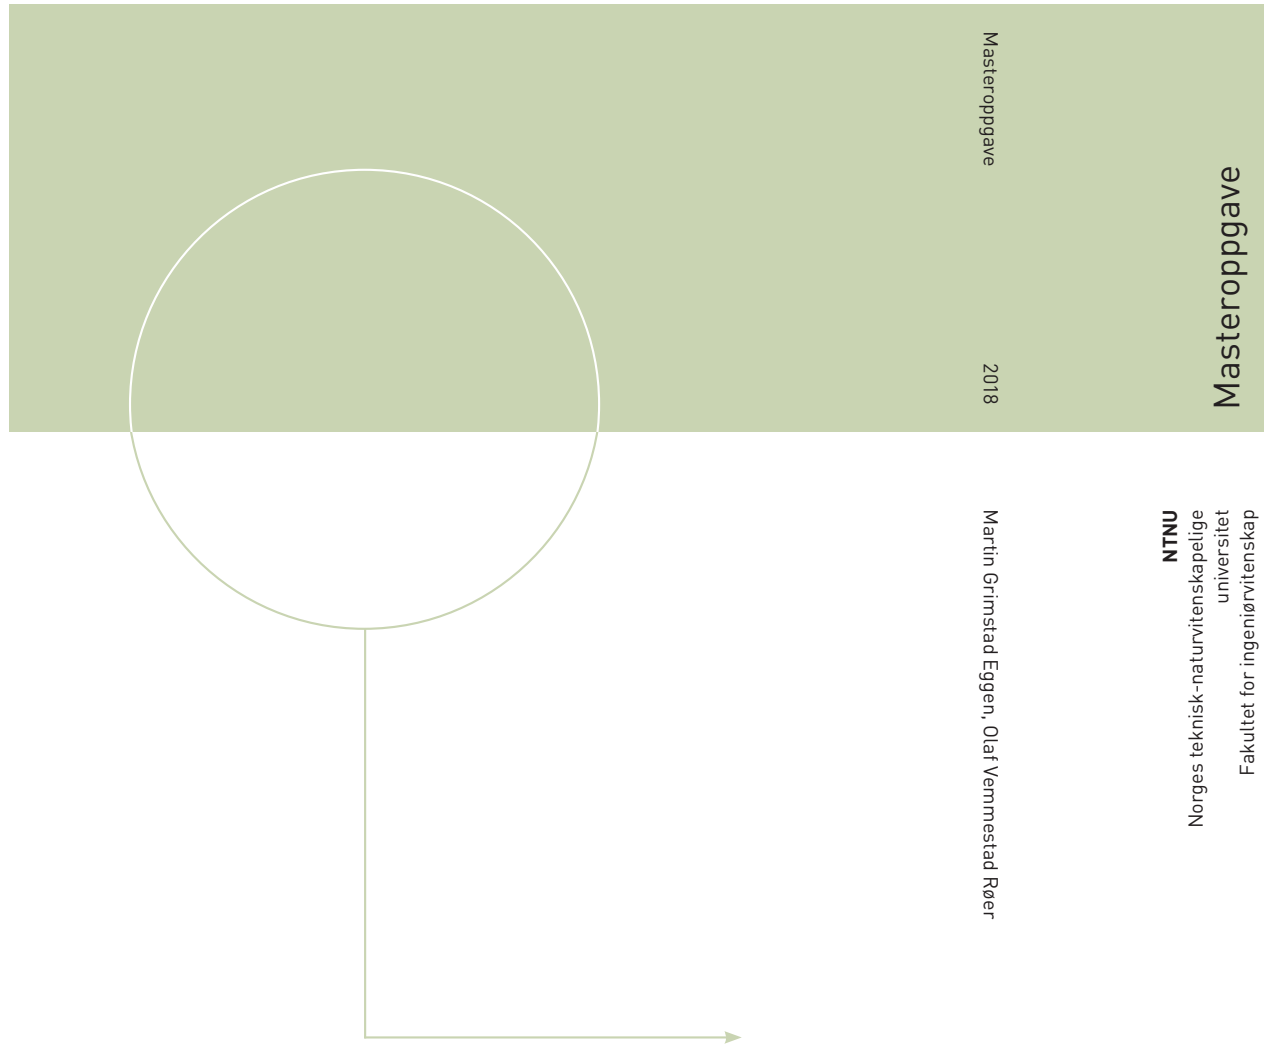 Masteroppgave
2018
Martin Grimstad Eggen, Olaf Vemmestad Røer
Masteroppgave
NTNU
Norges teknisk-naturvitenskapelige
universitet
Fakultet for ingeniørvitenskap